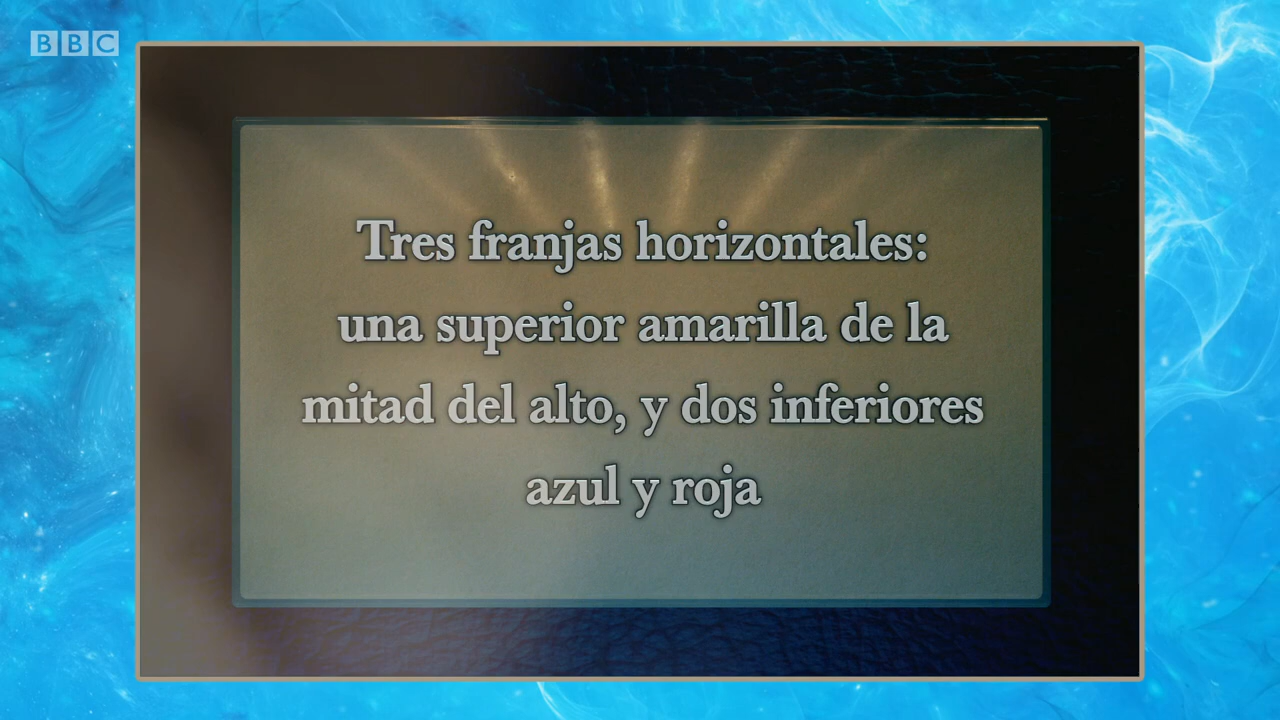 BBC
Tres franjas horizontales:
una superior amarilla de la
mitad del alto, y dos inferiores
azul y roja